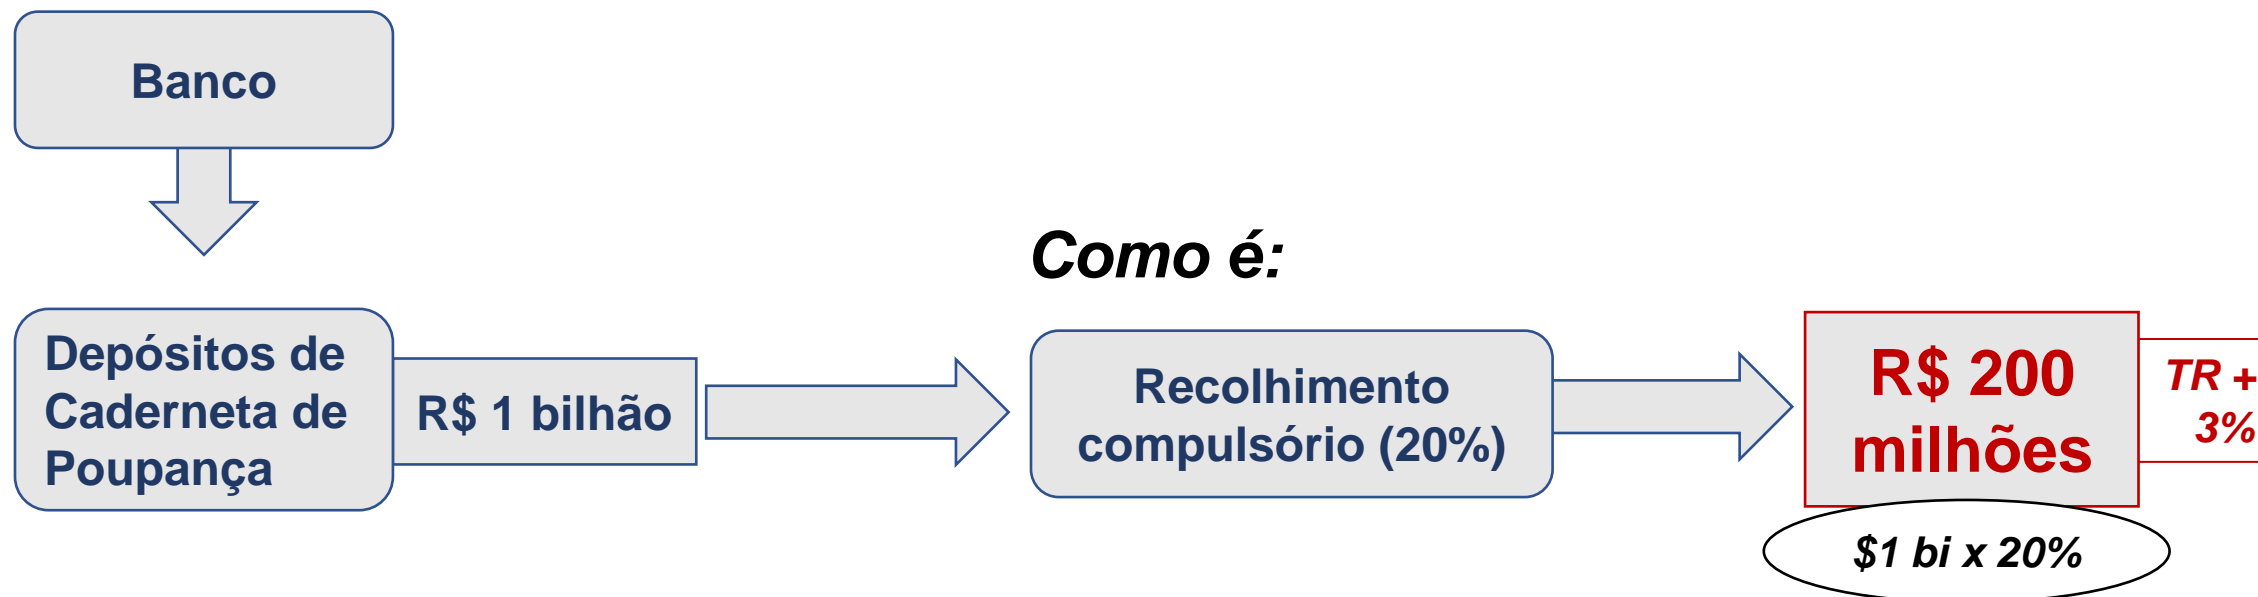 Banco
Como é:
Depósitos de
Caderneta de
Poupança
R$ 1 bilhão
Recolhimento
compulsório (20%)
R$ 200
milhões
TR +
3%
$1 bi x 20%